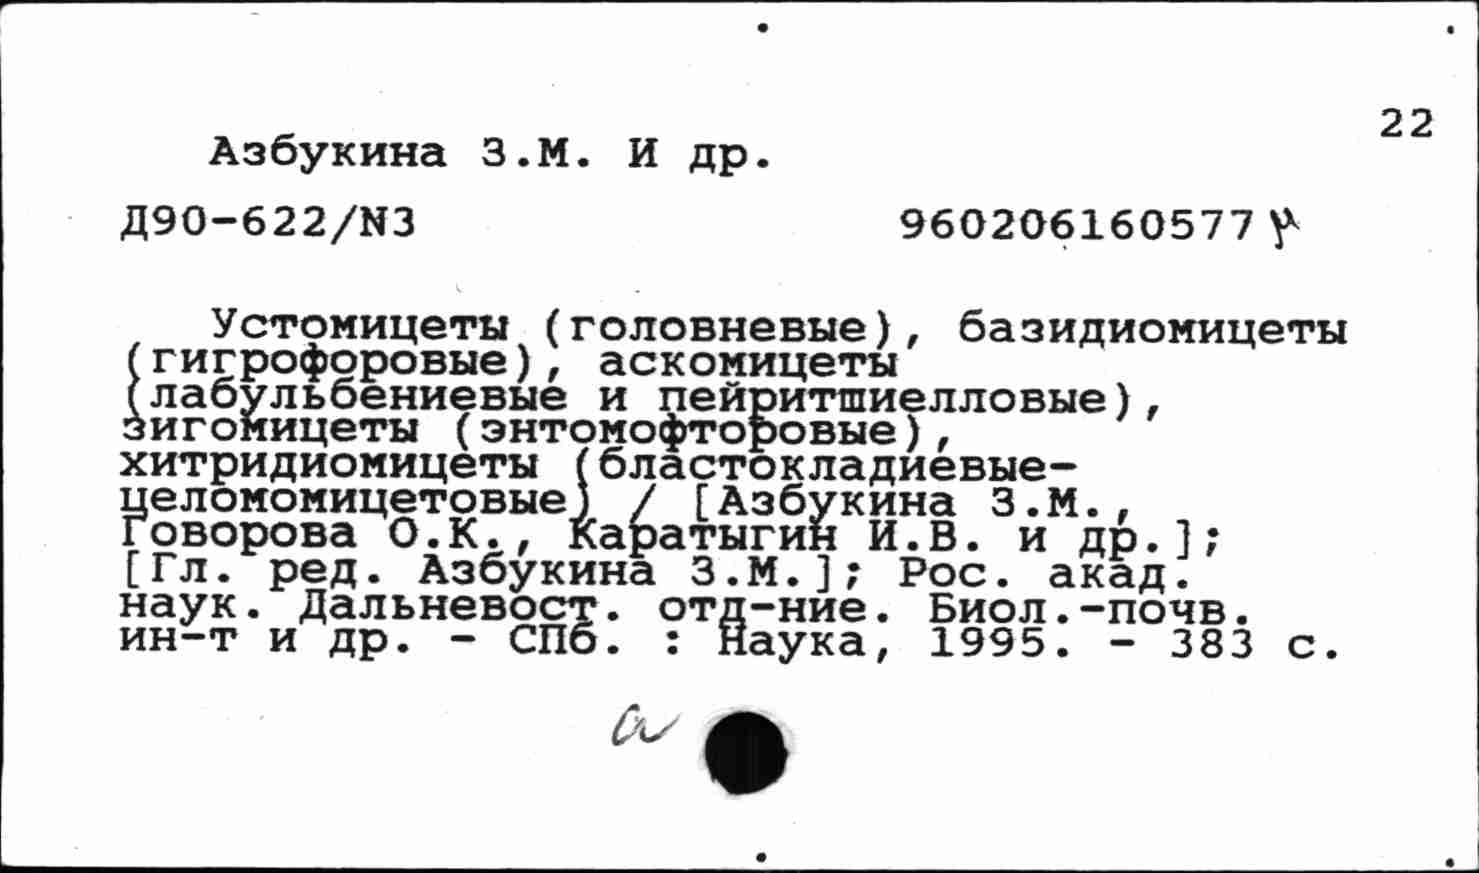 22
Азбукина З.М. И др.
Д90-622/N3 960206160577
Устомицеты (головневые), базидиомицеты
(гигрофоровые), аскомицеты
(лабульбениевые и пейритшиелловые),
зигомицеты (энтомофторовые),
хитридиомицеты (бластокладиевые-
целомомицетовые) / [Азбукина З.М.,
Говорова О.К., Каратыгин И.В. и др.];
[Гл. ред. Азбукина З.М.]; Рос. акад.
наук. Дальневост. отд-ние. Биол.-почв.
ин-т и др. - СПб. : Наука, 1995. - 383 с.
а